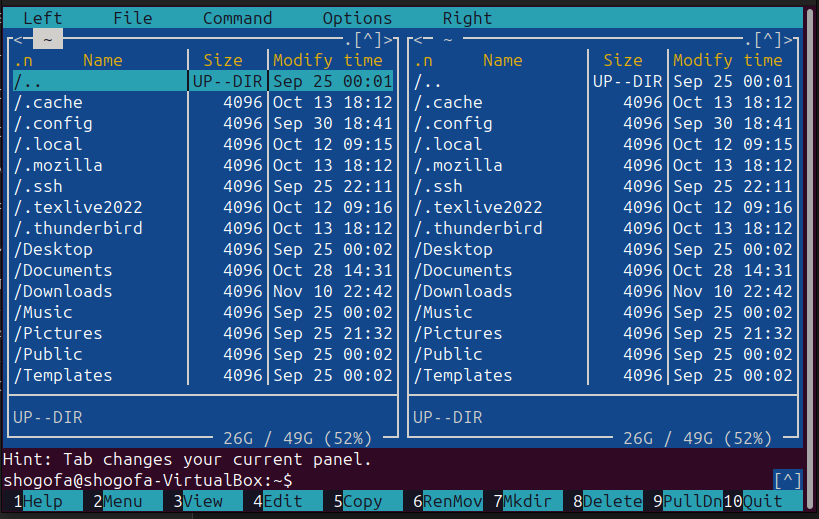 Left File Command Options Right
<─ ~ .[^]> <─ ~ .[^]>
.n Name Size Modify time .n Name Size Modify time
/.. UP--DIR Sep 25 00:01 /.. UP--DIR Sep 25 00:01
/.cache 4096 Oct 13 18:12 /.cache 4096 Oct 13 18:12
/.config 4096 Sep 30 18:41 /.config 4096 Sep 30 18:41
/.local 4096 Oct 12 09:15 /.local 4096 Oct 12 09:15
/.mozilla 4096 Oct 13 18:12 /.mozilla 4096 Oct 13 18:12
/.ssh 4096 Sep 25 22:11 /.ssh 4096 Sep 25 22:11
/.texlive2022 4096 Oct 12 09:16 /.texlive2022 4096 Oct 12 09:16
/.thunderbird 4096 Oct 13 18:12 /.thunderbird 4096 Oct 13 18:12
/Desktop 4096 Sep 25 00:02 /Desktop 4096 Sep 25 00:02
/Documents 4096 Oct 28 14:31 /Documents 4096 Oct 28 14:31
/Downloads 4096 Nov 10 22:42 /Downloads 4096 Nov 10 22:42
/Music 4096 Sep 25 00:02 /Music 4096 Sep 25 00:02
/Pictures 4096 Sep 25 21:32 /Pictures 4096 Sep 25 21:32
/Public 4096 Sep 25 00:02 /Public 4096 Sep 25 00:02
/Templates 4096 Sep 25 00:02 /Templates 4096 Sep 25 00:02
UP--DIR UP--DIR
26G / 49G (52%) 26G / 49G (52%)
Hint: Tab changes your current panel.
shogofa@shogofa-VirtualBox:~$ [^]
1Help 2Menu 3View 4Edit 5Copy 6RenMov 7Mkdir 8Delete 9PullDn 10Quit